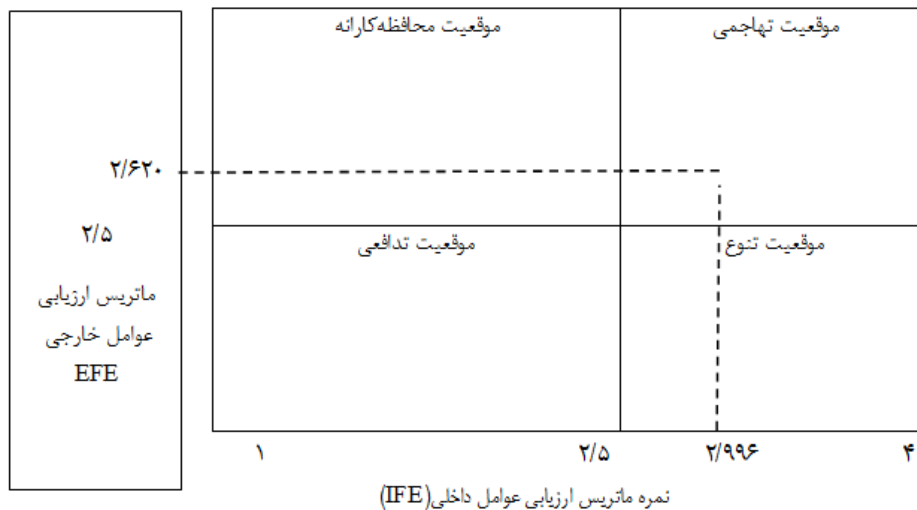 موقعیت تهاجمی
موقعیت محافظه‌کارانه
۲/۶۲۰
۲/۵
موقعیت تنوع
موقعیت تدافعی
ماتریس ارزیابی
عوامل خارجی
EFE
۱
۲/۵
۲/۹۹۶
۴
نمره ماتریس ارزیابی عوامل داخلی(IFE)